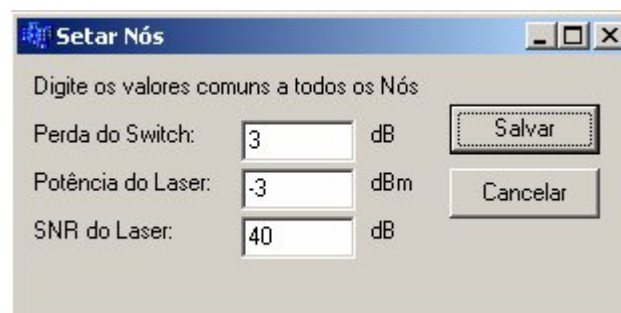 Setar Nós
Digite os valores comuns a todos os Nós
Perda do Switch: 3 dB
Potência do Laser: -3 dBm
SNR do Laser: 40 dB
Salvar
Cancelar